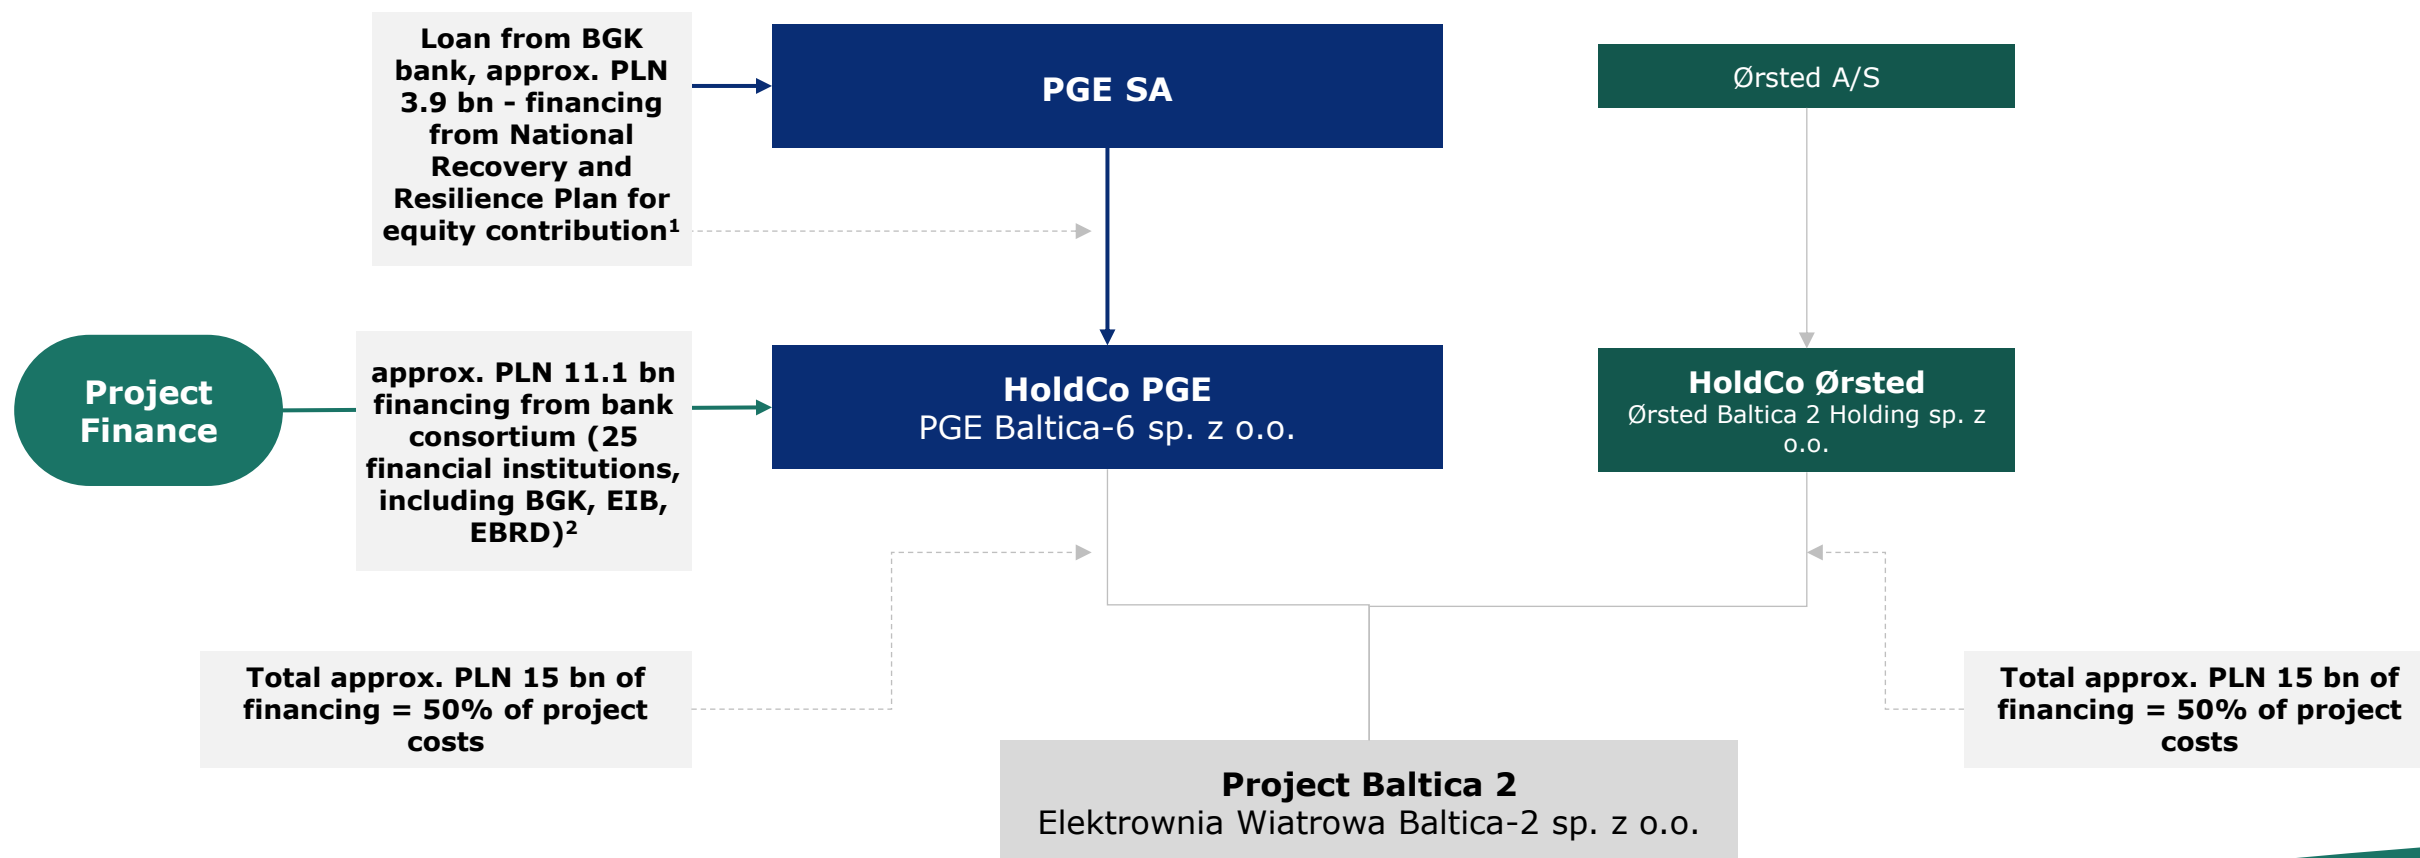 Loan from BGK
bank, approx. PLN
3.9 bn - financing
from National
Recovery and
Resilience Plan for
equity contribution¹
PGE SA
Ørsted A/S
Project
Finance
approx. PLN 11.1 bn
financing from bank
consortium (25
financial institutions,
including BGK, EIB,
EBRD)²
HoldCo PGE
PGE Baltica-6 sp. z o.o.
HoldCo Ørsted
Ørsted Baltica 2 Holding sp. z
o.o.
Total approx. PLN 15 bn of
financing = 50% of project
costs
Total approx. PLN 15 bn of
financing = 50% of project
costs
Project Baltica 2
Elektrownia Wiatrowa Baltica-2 sp. z o.o.